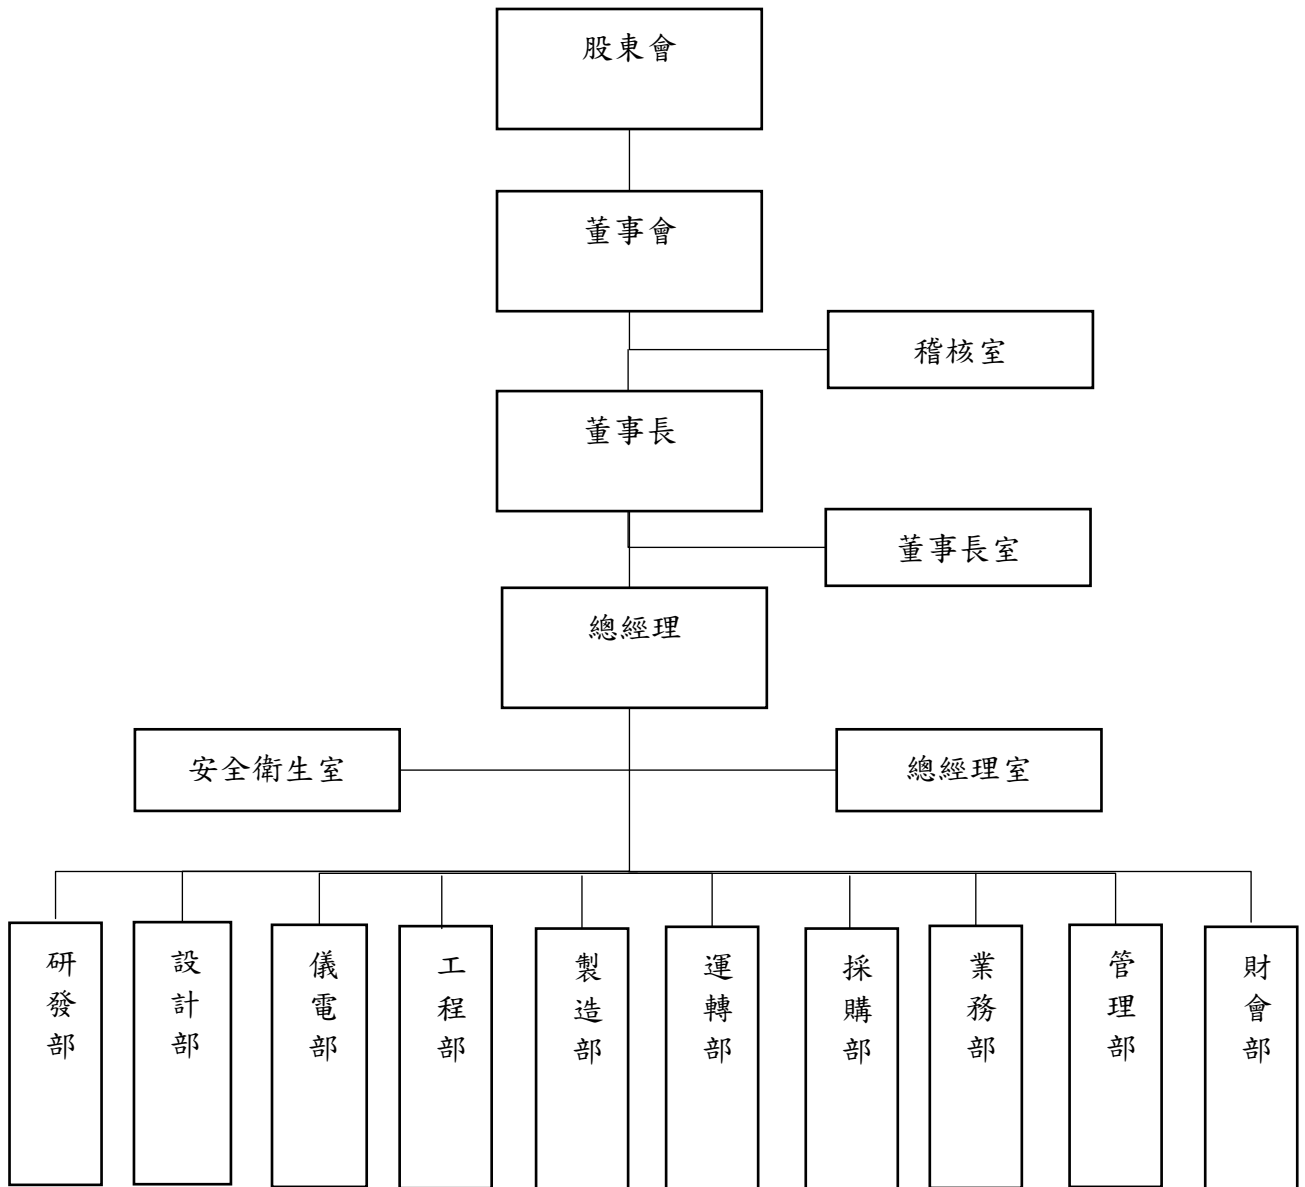 股東會
董事會
稽核室
董事長
董事長室
總經理
安全衛生室
總經理室
研發部
設計部
儀電部
工程部
製造部
運轉部
採購部
業務部
管理部
財會部